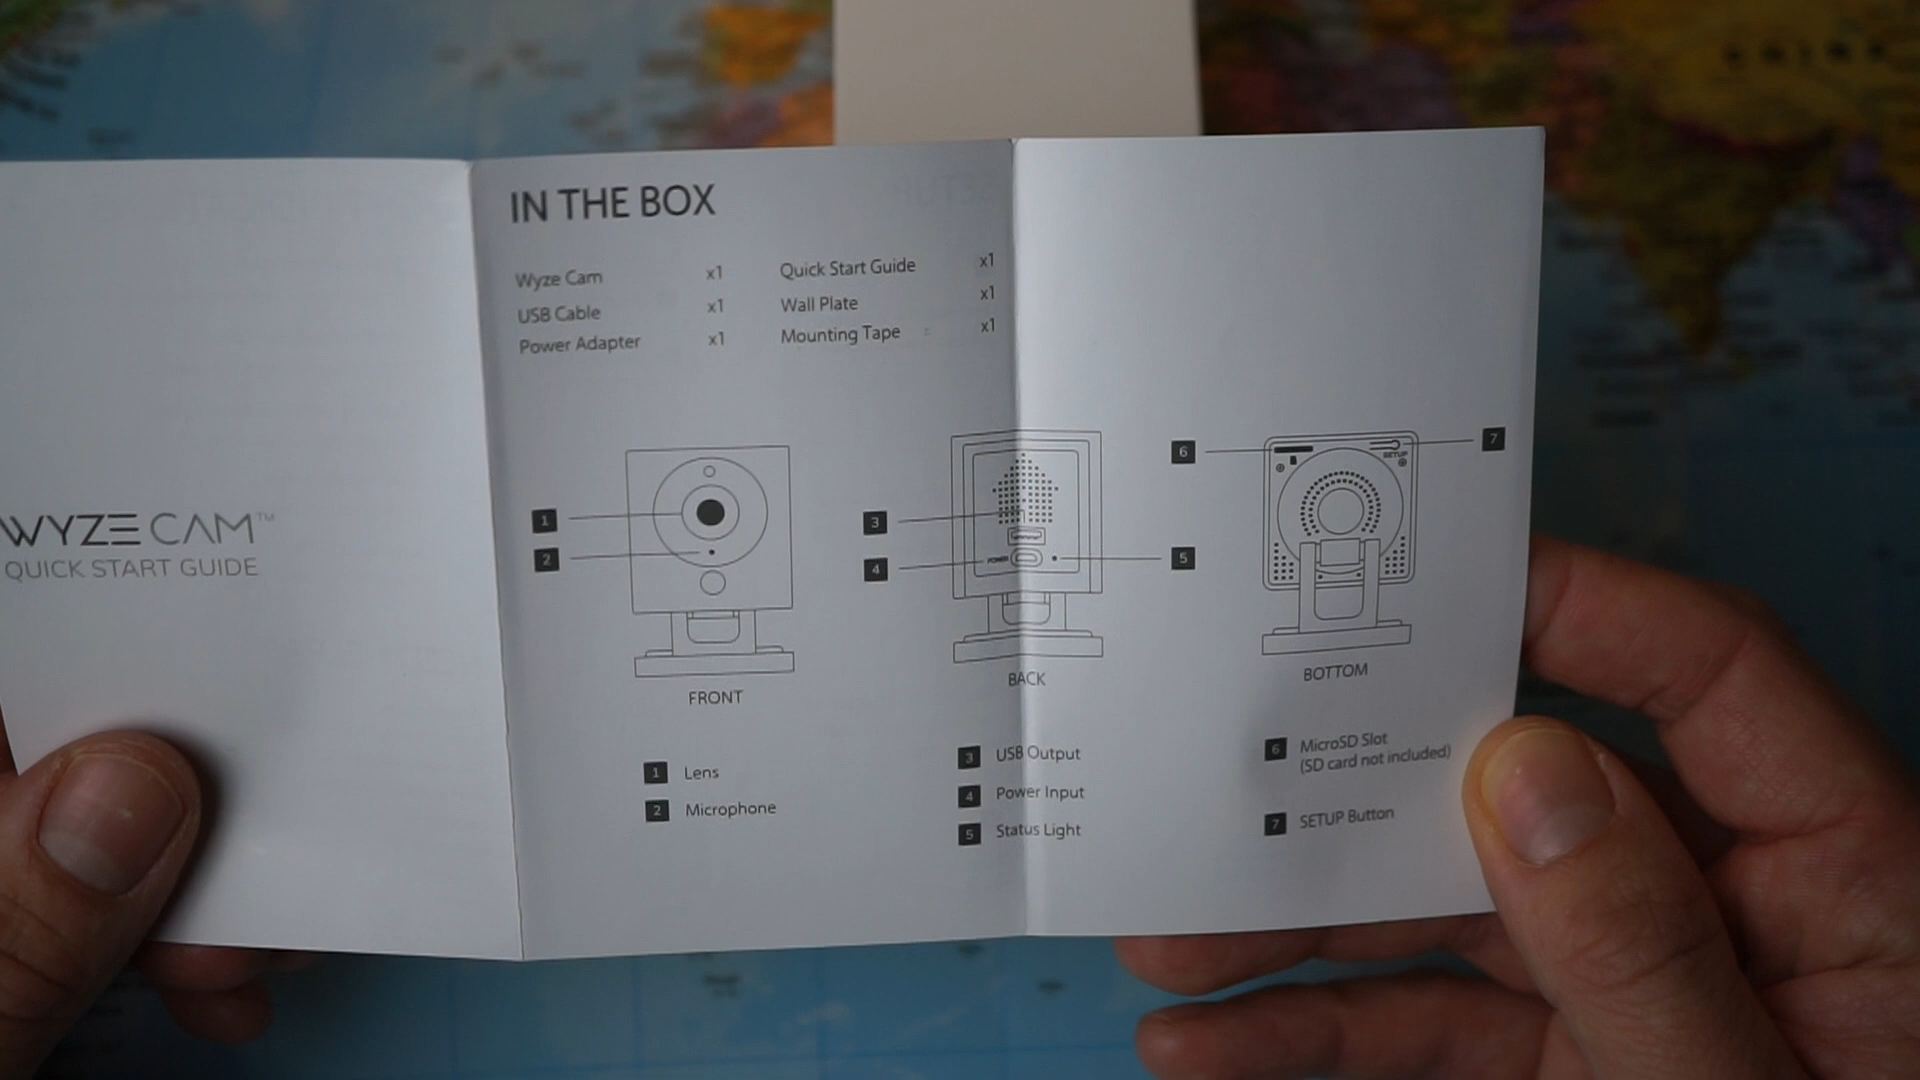 WYZE CAM™
QUICK START GUIDE
IN THE BOX
Wyze Cam x1
USB Cable x1
Power Adapter x1
Quick Start Guide x1
Wall Plate x1
Mounting Tape x1
1
2
FRONT
1 Lens
2 Microphone
3
4
POWER
5
BACK
3 USB Output
4 Power Input
5 Status Light
6
7
SETUP
BOTTOM
6 MicroSD Slot
(SD card not included)
7 SETUP Button